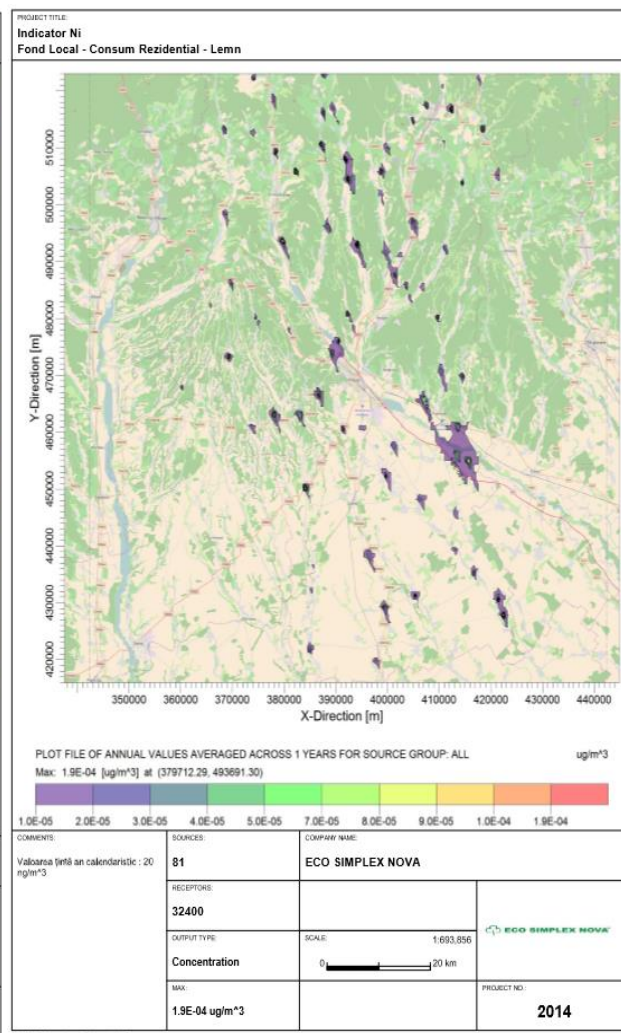 PROJECT TITLE:
Indicator Ni
Fond Local - Consum Rezidential - Lemn
Y-Direction [m]
510000
500000
490000
480000
470000
460000
450000
440000
430000
420000
350000 360000 370000 380000 390000 400000 410000 420000 430000 440000
X-Direction [m]
PLOT FILE OF ANNUAL VALUES AVERAGED ACROSS 1 YEARS FOR SOURCE GROUP: ALL ug/m^3
Max: 1.9E-04 [ug/m^3] at (379712.29, 493691.30)
1.0E-05 2.0E-05 3.0E-05 4.0E-05 5.0E-05 7.0E-05 8.0E-05 9.0E-05 1.0E-04 1.9E-04
COMMENTS:
Valoarea țintă an calendaristic : 20
ng/m^3
SOURCES:
81
COMPANY NAME:
ECO SIMPLEX NOVA
RECEPTORS:
32400
OUTPUT TYPE:
Concentration
SCALE: 1:693,856
0 20 km
ECO SIMPLEX NOVA
MAX:
1.9E-04 ug/m^3
PROJECT NO.:
2014